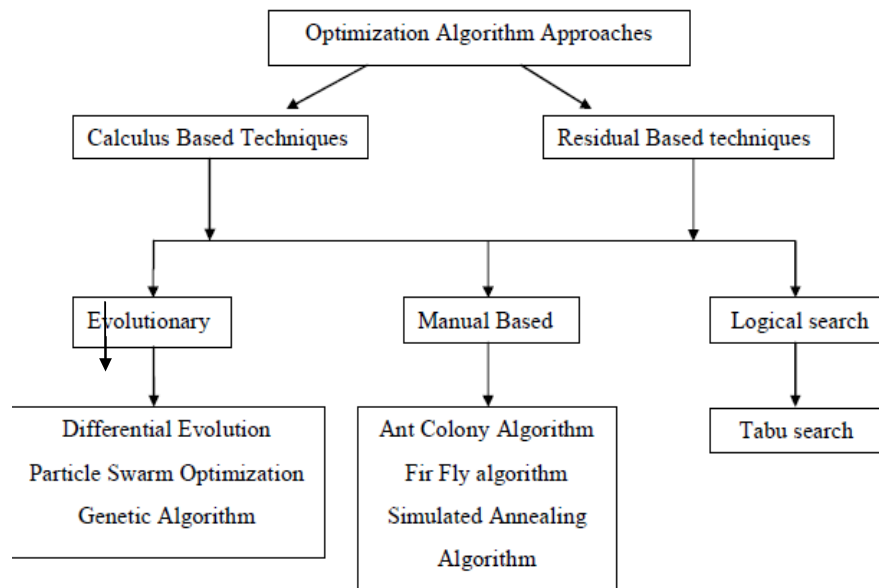 Optimization Algorithm Approaches
Calculus Based Techniques
Residual Based techniques
Evolutionary
Manual Based
Logical search
Differential Evolution
Particle Swarm Optimization
Genetic Algorithm
Ant Colony Algorithm
Fir Fly algorithm
Simulated Annealing
Algorithm
Tabu search